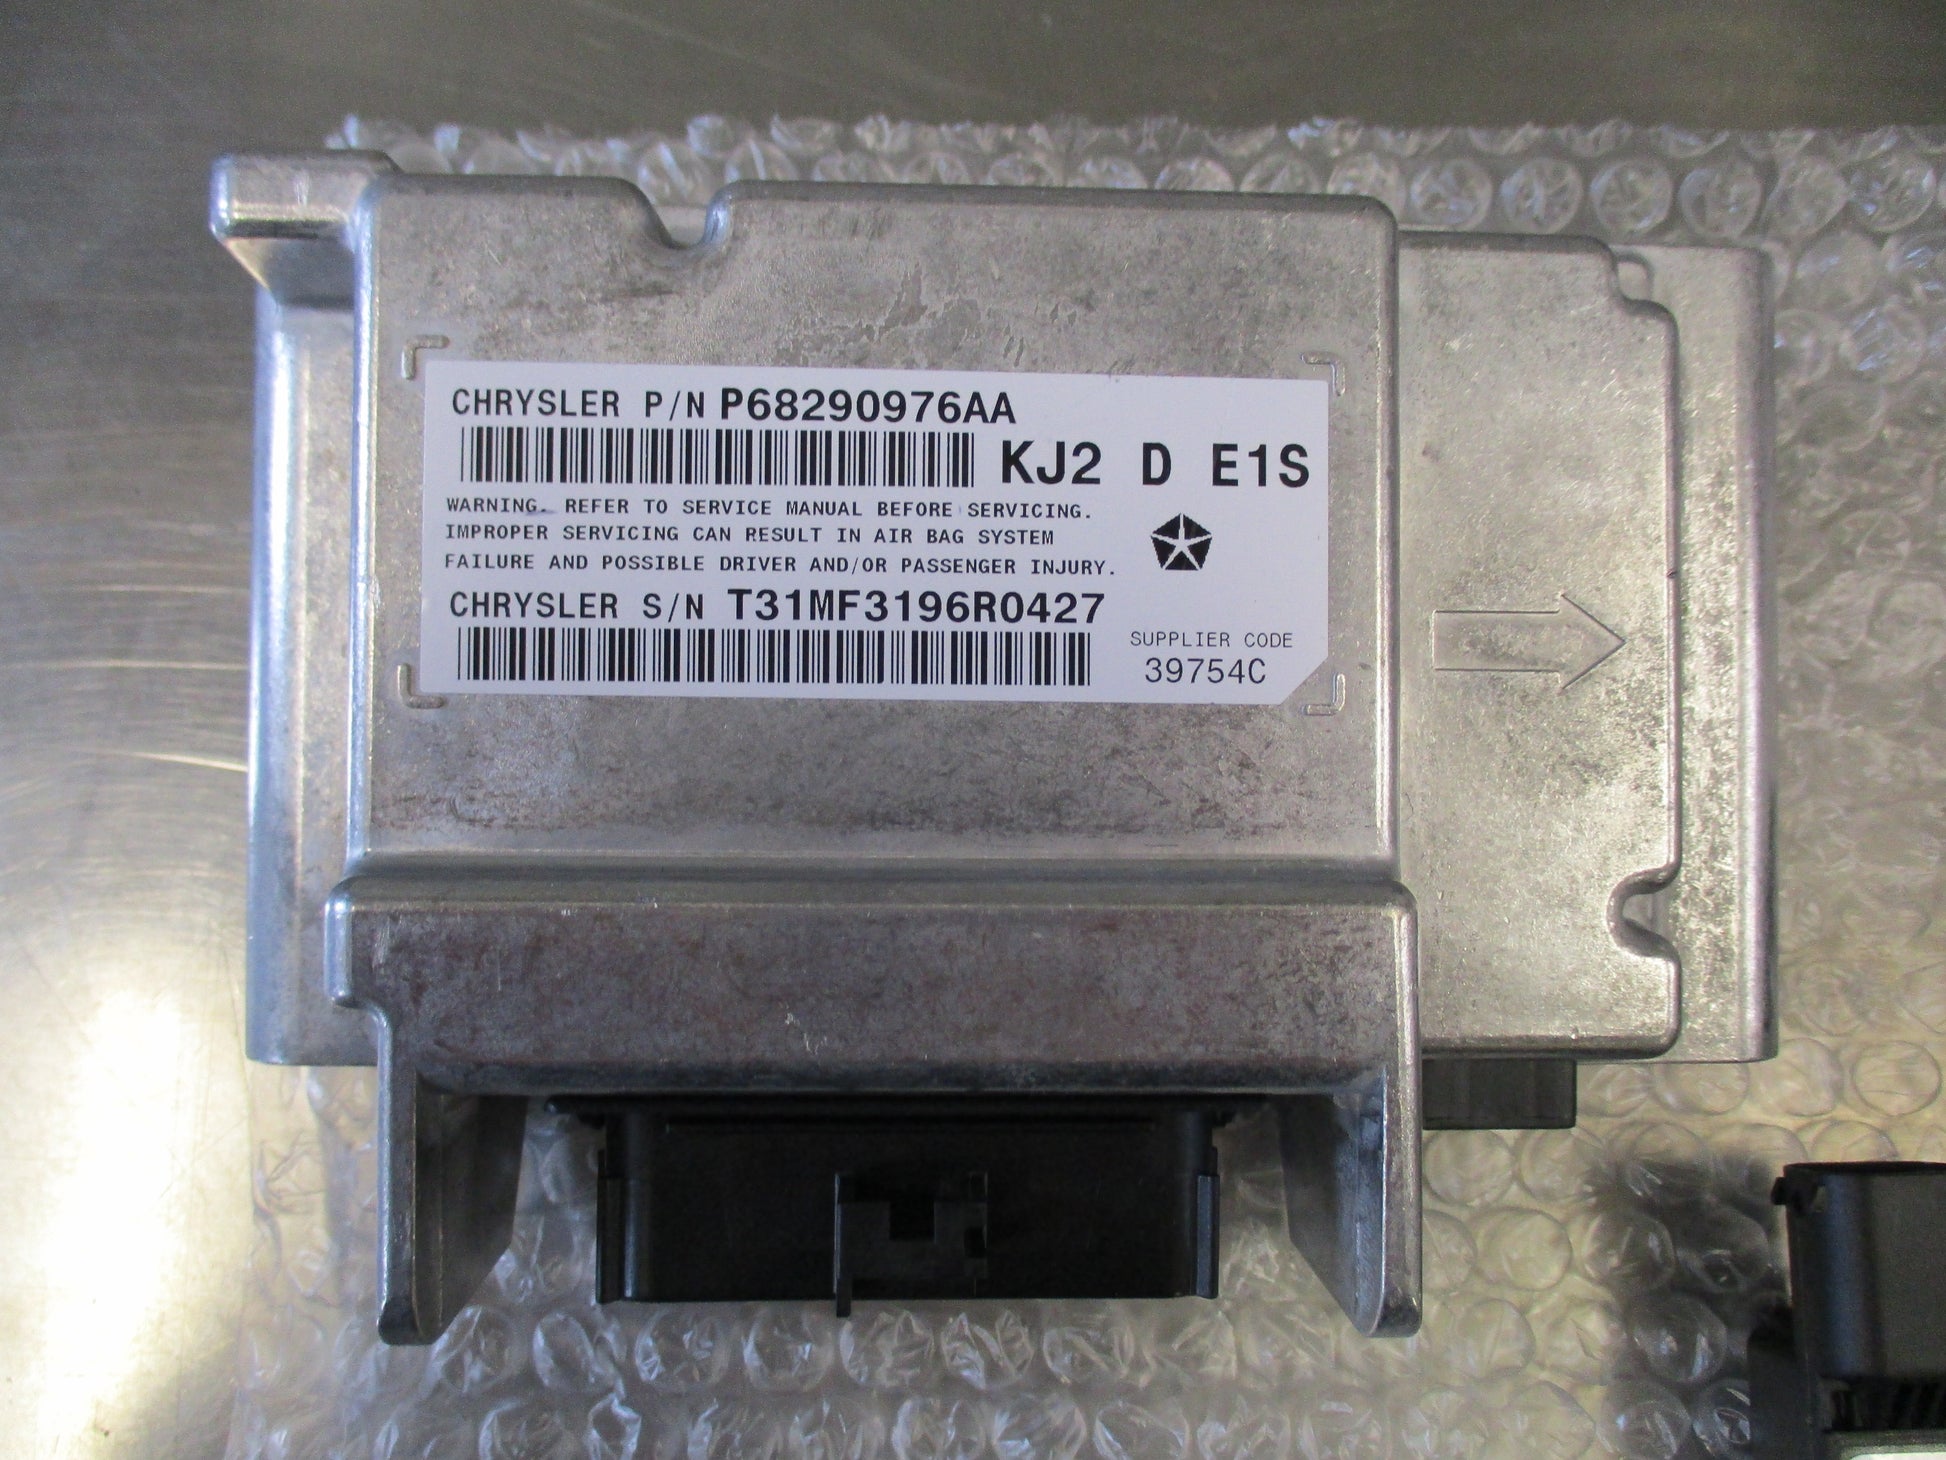 CHRYSLER P/N P68290976AA
KJ2 D E1S
WARNING. REFER TO SERVICE MANUAL BEFORE SERVICING.
IMPROPER SERVICING CAN RESULT IN AIR BAG SYSTEM
FAILURE AND POSSIBLE DRIVER AND/OR PASSENGER INJURY.
CHRYSLER S/N T31MF3196R0427
SUPPLIER CODE
39754C